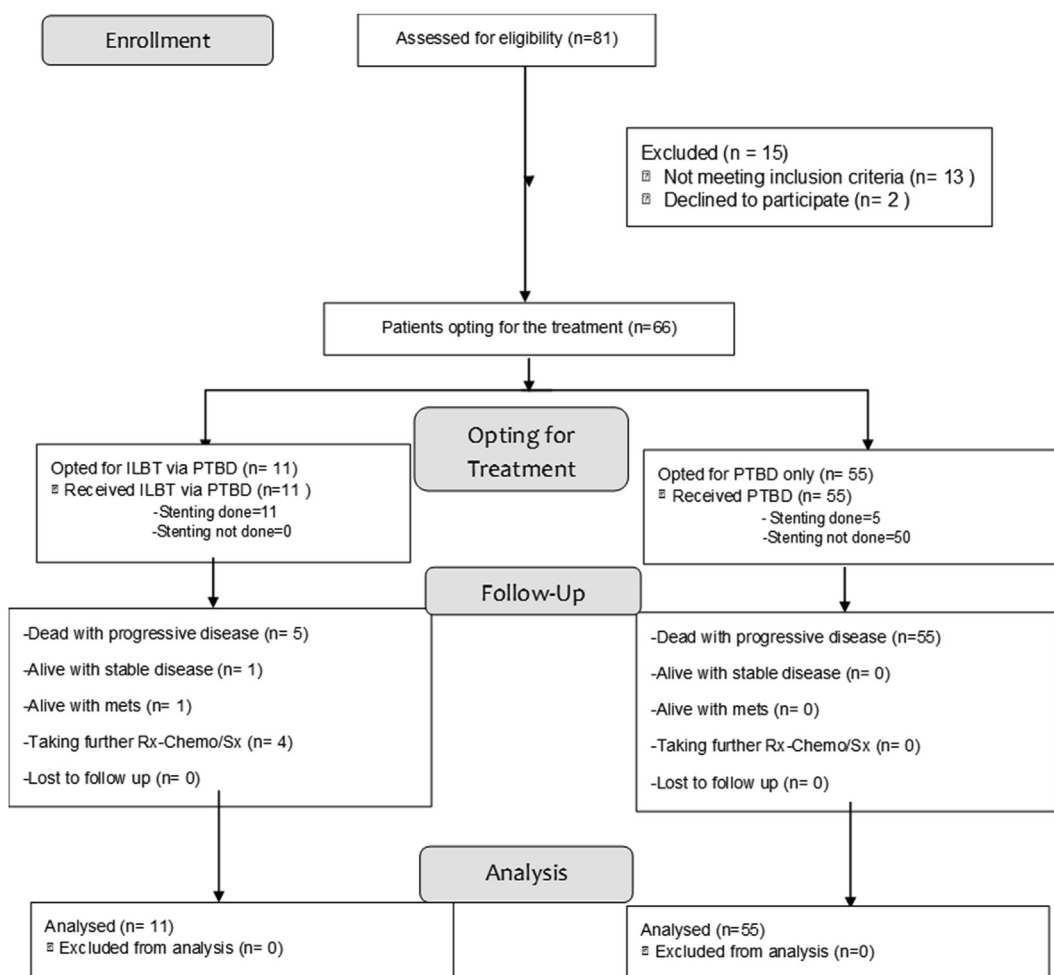 Enrollment
Assessed for eligibility (n=81)
Excluded (n = 15)
⍰ Not meeting inclusion criteria (n= 13 )
⍰ Declined to participate (n= 2 )
Patients opting for the treatment (n=66)
Opting for
Treatment
Opted for ILBT via PTBD (n= 11)
⍰ Received ILBT via PTBD (n=11 )
-Stenting done=11
-Stenting not done=0
Opted for PTBD only (n= 55)
⍰ Received PTBD (n= 55)
- Stenting done=5
-Stenting not done=50
Follow-Up
-Dead with progressive disease (n= 5)
-Alive with stable disease (n= 1)
-Alive with mets (n= 1)
-Taking further Rx-Chemo/Sx (n= 4)
-Lost to follow up (n= 0)
-Dead with progressive disease (n=55)
-Alive with stable disease (n= 0)
-Alive with mets (n= 0)
-Taking further Rx-Chemo/Sx (n= 0)
-Lost to follow up (n= 0)
Analysis
Analysed (n= 11)
⍰ Excluded from analysis (n= 0)
Analysed (n=55)
⍰ Excluded from analysis (n=0)